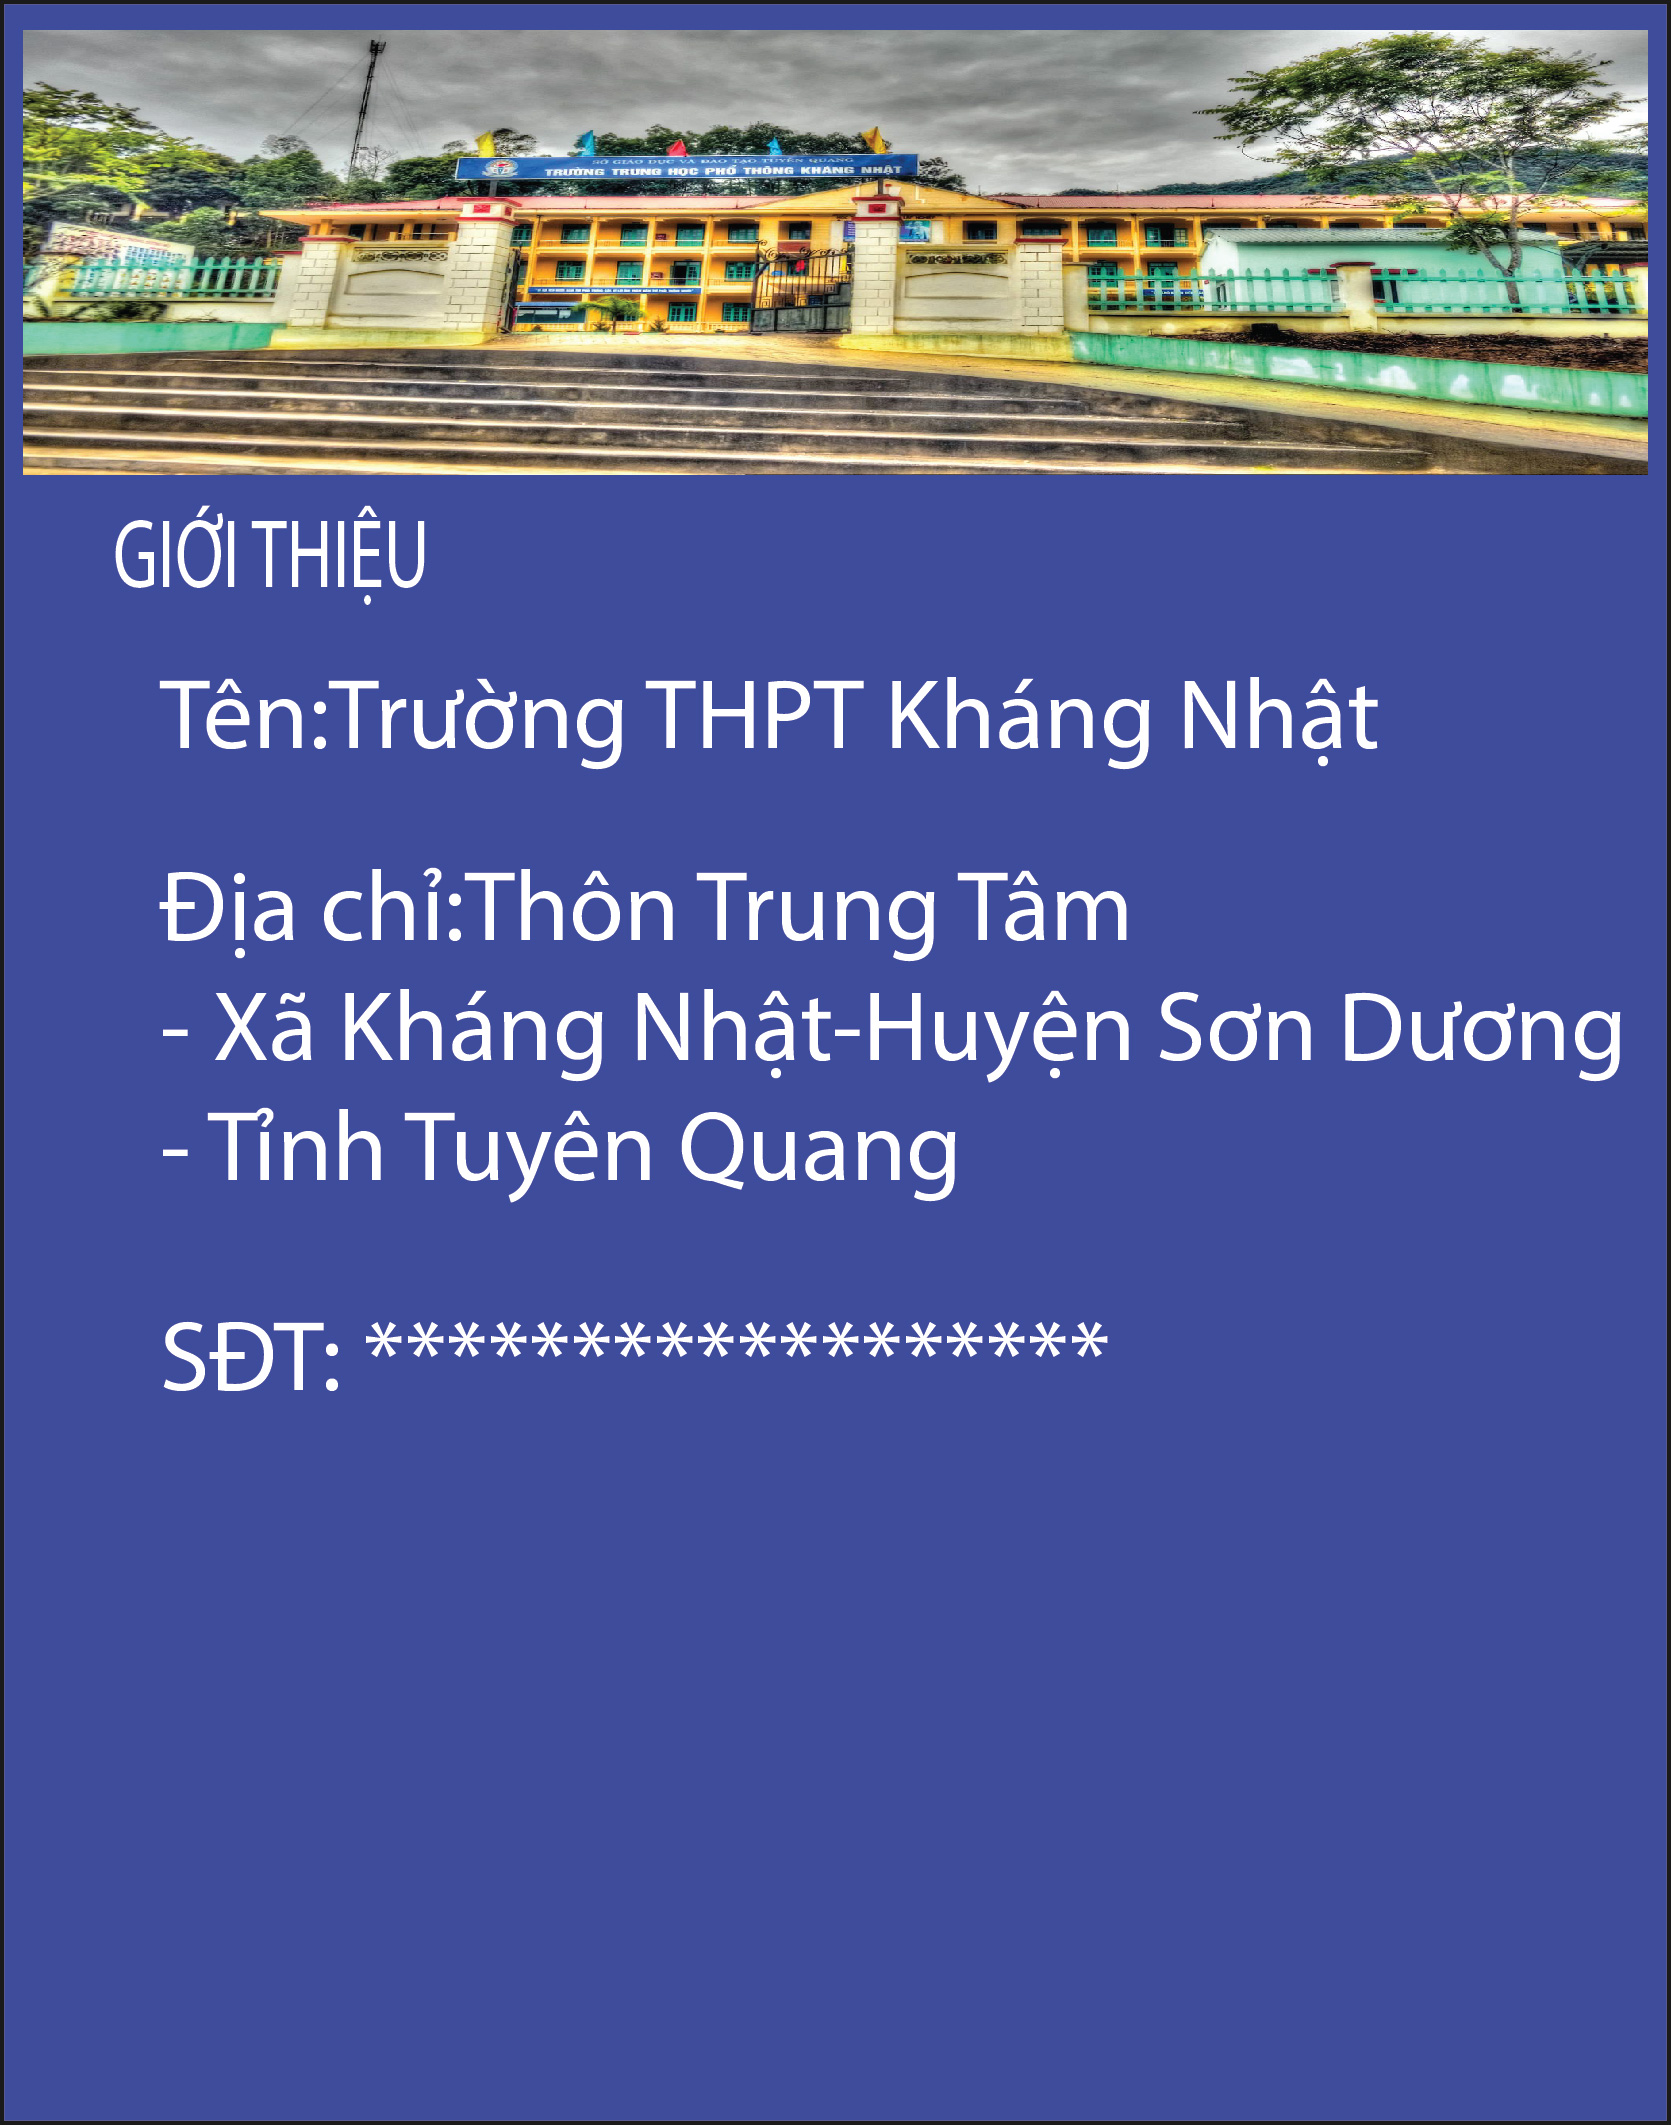 SỞ GIÁO DỤC VÀ ĐÀO TẠO TUYÊN QUANG
TRƯỜNG TRUNG HỌC PHỔ THÔNG KHÁNG NHẬT
GIỚI THIỆU
Tên:Trường THPT Kháng Nhật
Địa chỉ:Thôn Trung Tâm
- Xã Kháng Nhật-Huyện Sơn Dương
- Tỉnh Tuyên Quang
SĐT: ******************